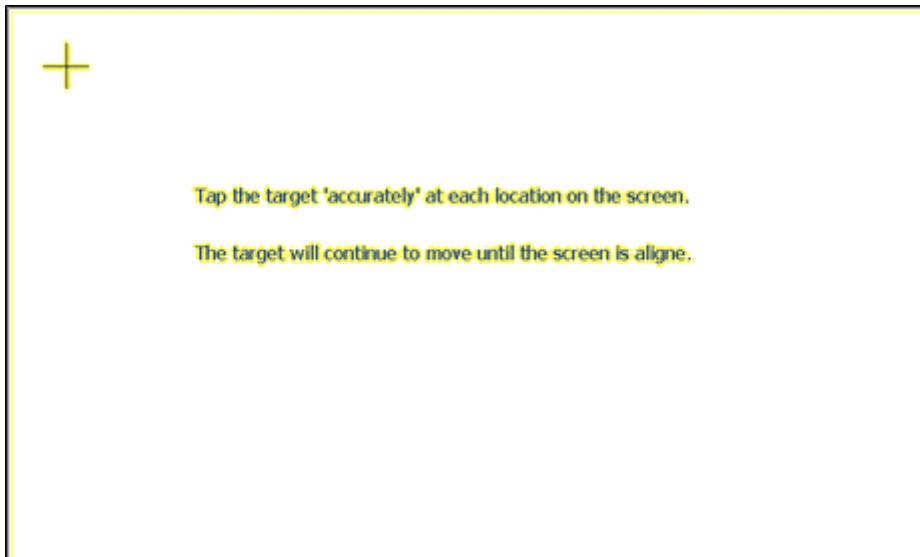 Tap the target 'accurately' at each location on the screen.
The target will continue to move until the screen is aligne.